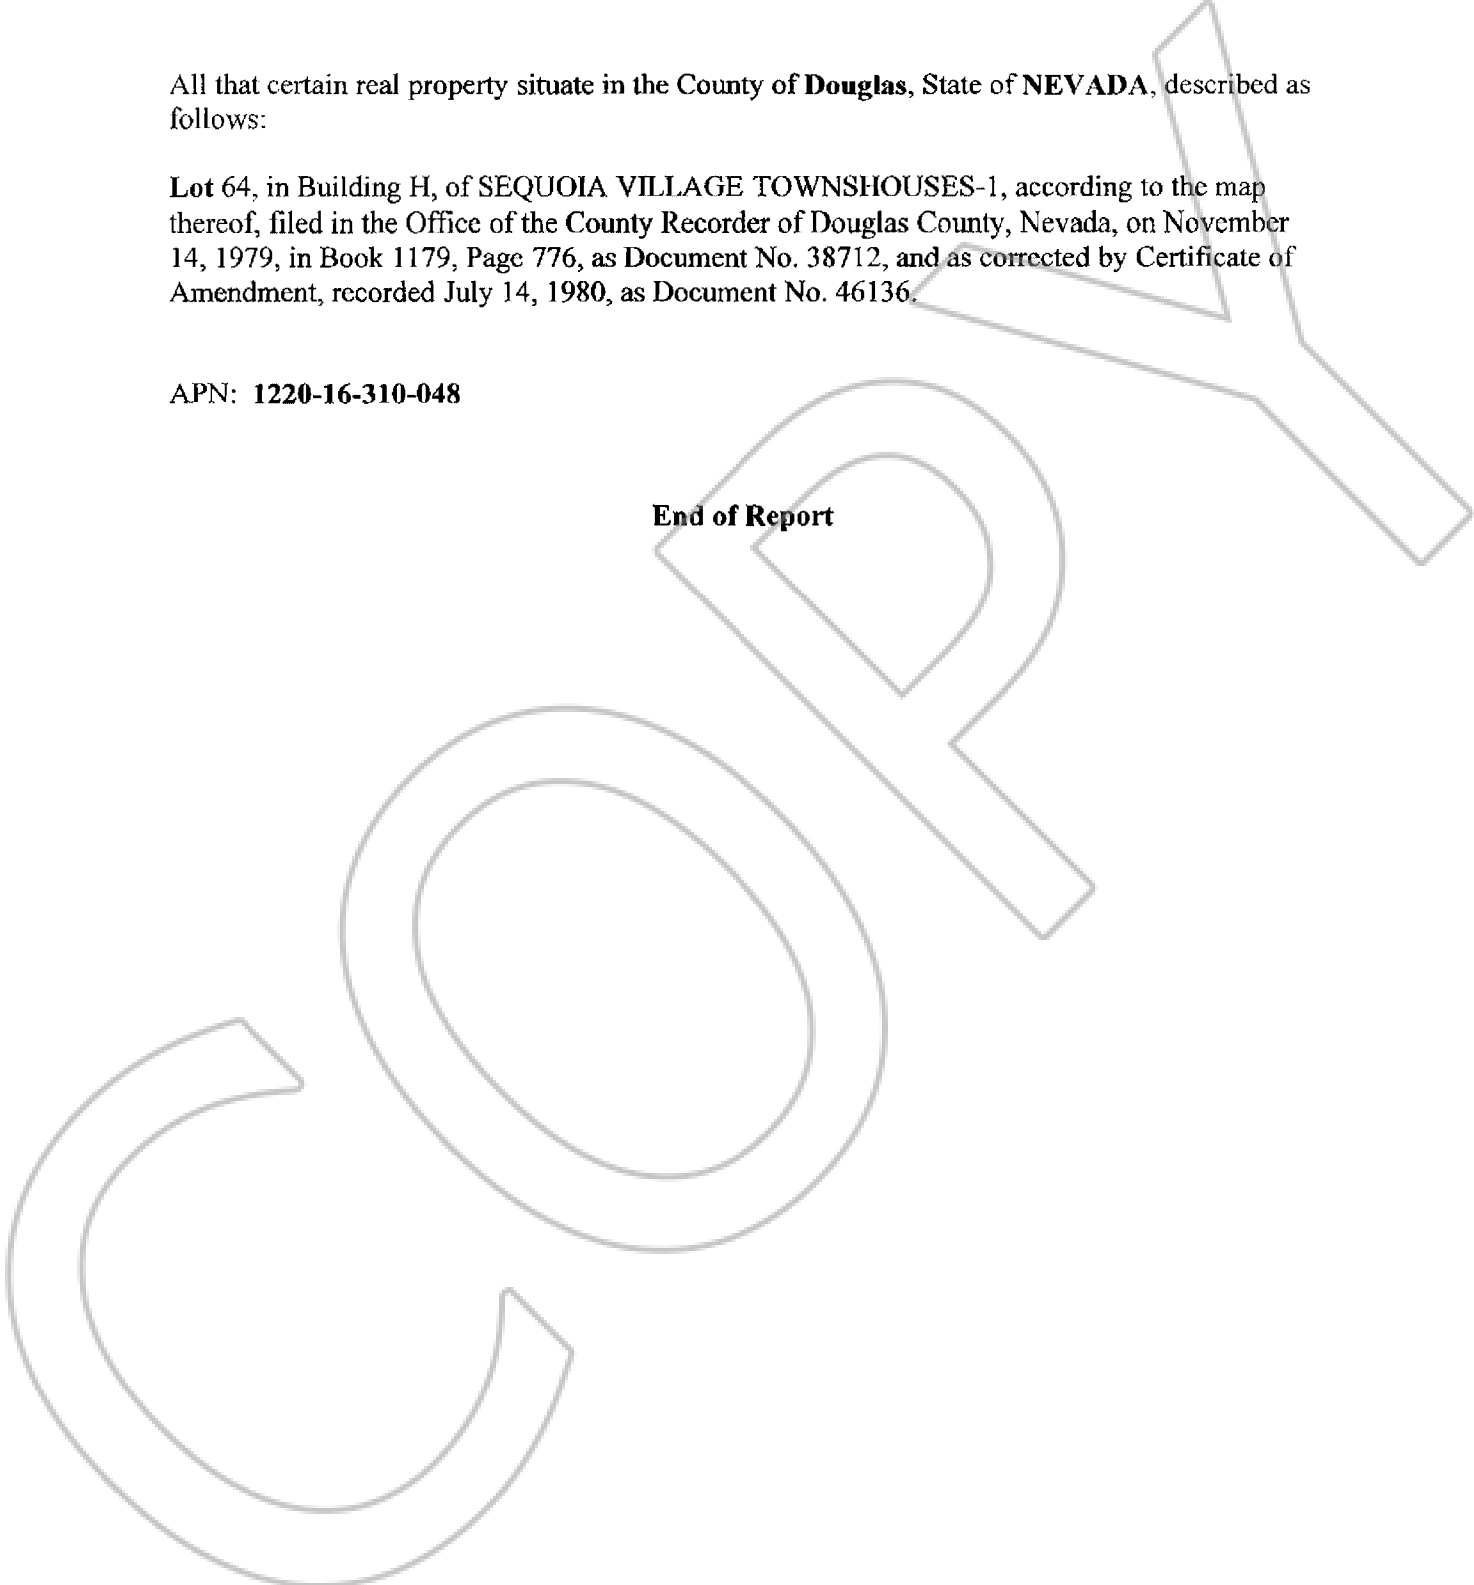 All that certain real property situate in the County of Douglas, State of NEVADA, described as
follows:
Lot 64, in Building H, of SEQUOIA VILLAGE TOWNSHOUSES-1, according to the map
thereof, filed in the Office of the County Recorder of Douglas County, Nevada, on November
14, 1979, in Book 1179, Page 776, as Document No. 38712, and as corrected by Certificate of
Amendment, recorded July 14, 1980, as Document No. 46136.
APN: 1220-16-310-048
End of Report
COPY